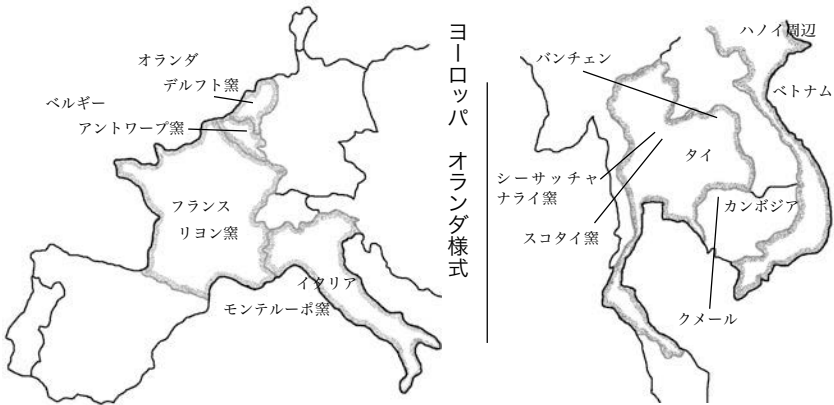 オランダ
デルフト窯
ベルギー
アントワープ窯
フランス
リヨン窯
イタリア
モンテルーポ窯
ヨーロッパ　オランダ様式
ハノイ周辺
バンチェン
ベトナム
タイ
シーサッチャ
ナライ窯
カンボジア
スコタイ窯
クメール